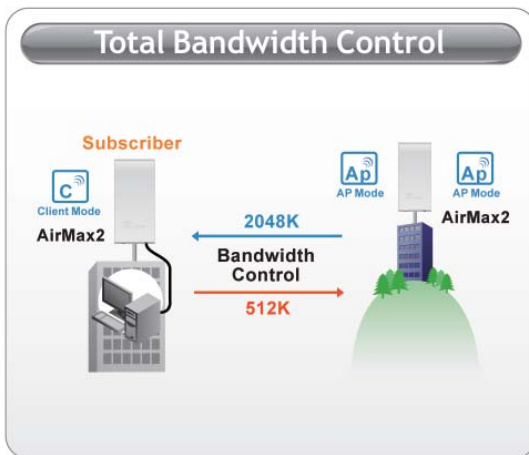 Total Bandwidth Control
Subscriber
C
Client Mode
AirMax2
2048K
Bandwidth
Control
512K
Ap
AP Mode
Ap
AP Mode
AirMax2